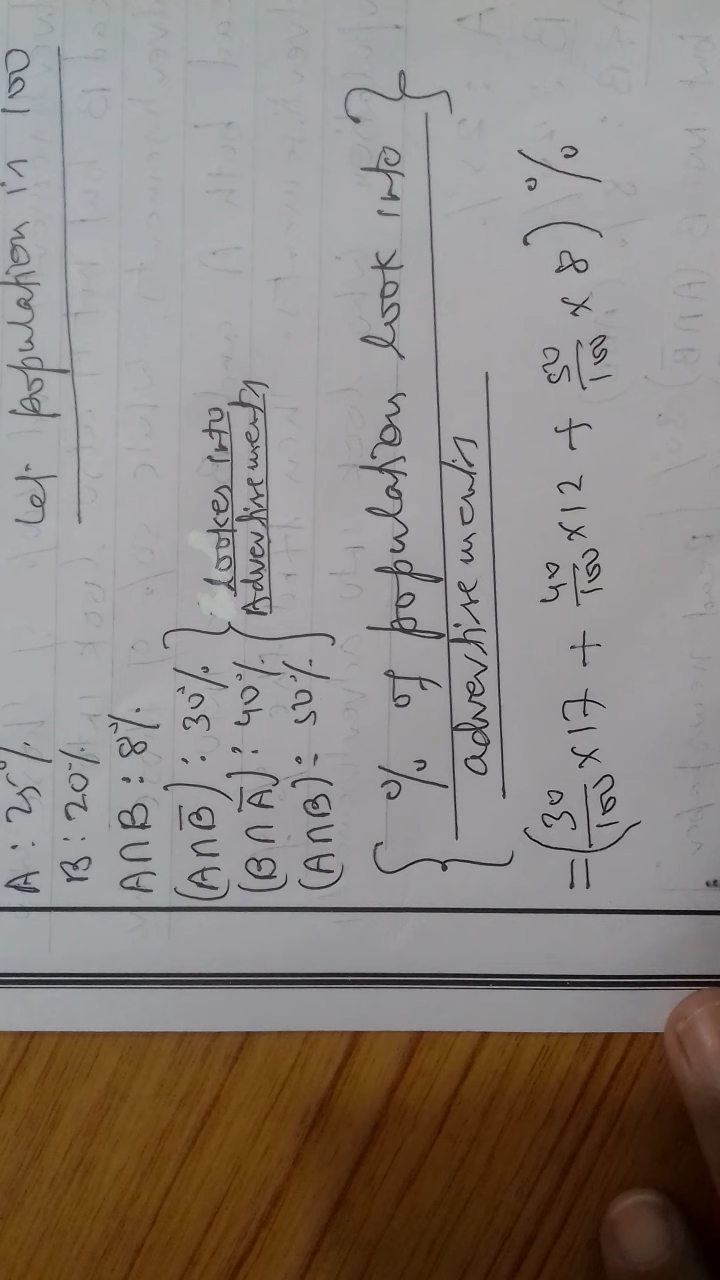 A : 25%
Let population in 100
B : 20%
A∩B : 8%
(A∩B̅) : 30%
(B∩A̅) : 40%
(A∩B) : 50%
Lookes into
Advertisements
{ % of population look into
advertisements }
= (30/100 × 17 + 40/100 × 12 + 50/100 × 8) %